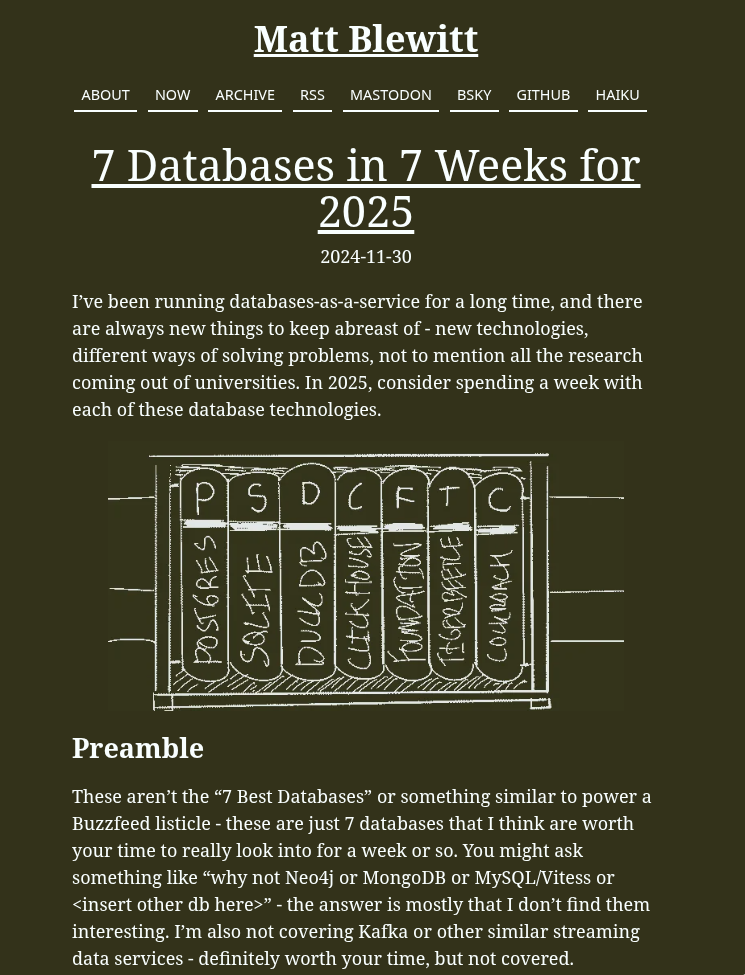 Matt Blewitt
ABOUT NOW ARCHIVE RSS MASTODON BSKY GITHUB HAIKU
7 Databases in 7 Weeks for
2025
2024-11-30
I’ve been running databases-as-a-service for a long time, and there
are always new things to keep abreast of - new technologies,
different ways of solving problems, not to mention all the research
coming out of universities. In 2025, consider spending a week with
each of these database technologies.
P S D C F T C
POSTGRES
SQLITE
DUCKDB
CLICKHOUSE
FOUNDATION
TIGERBEETLE
COCKROACH
Preamble
These aren’t the “7 Best Databases” or something similar to power a
Buzzfeed listicle - these are just 7 databases that I think are worth
your time to really look into for a week or so. You might ask
something like “why not Neo4j or MongoDB or MySQL/Vitess or
<insert other db here>” - the answer is mostly that I don’t find them
interesting. I’m also not covering Kafka or other similar streaming
data services - definitely worth your time, but not covered.